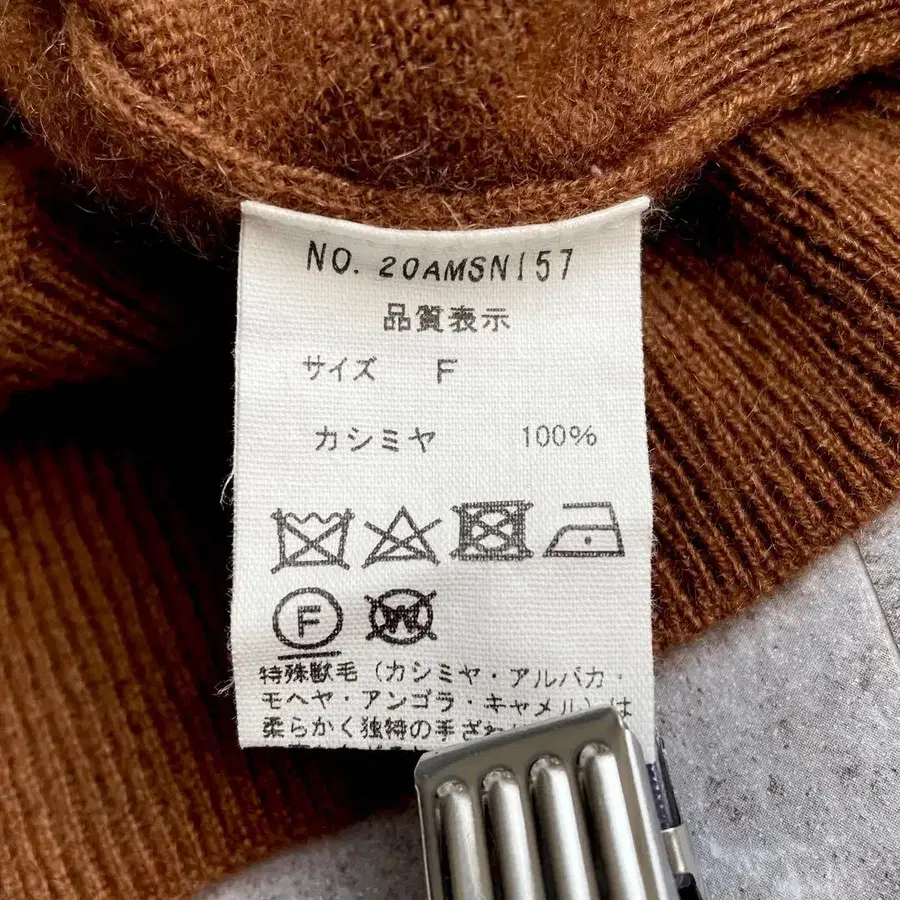 NO. 20AMSN157
品質表示
サイズ F
カシミヤ 100%
F
W
特殊獣毛（カシミヤ・アルパカ・
モヘヤ・アンゴラ・キャメル）は
柔らかく独特の手ざわ